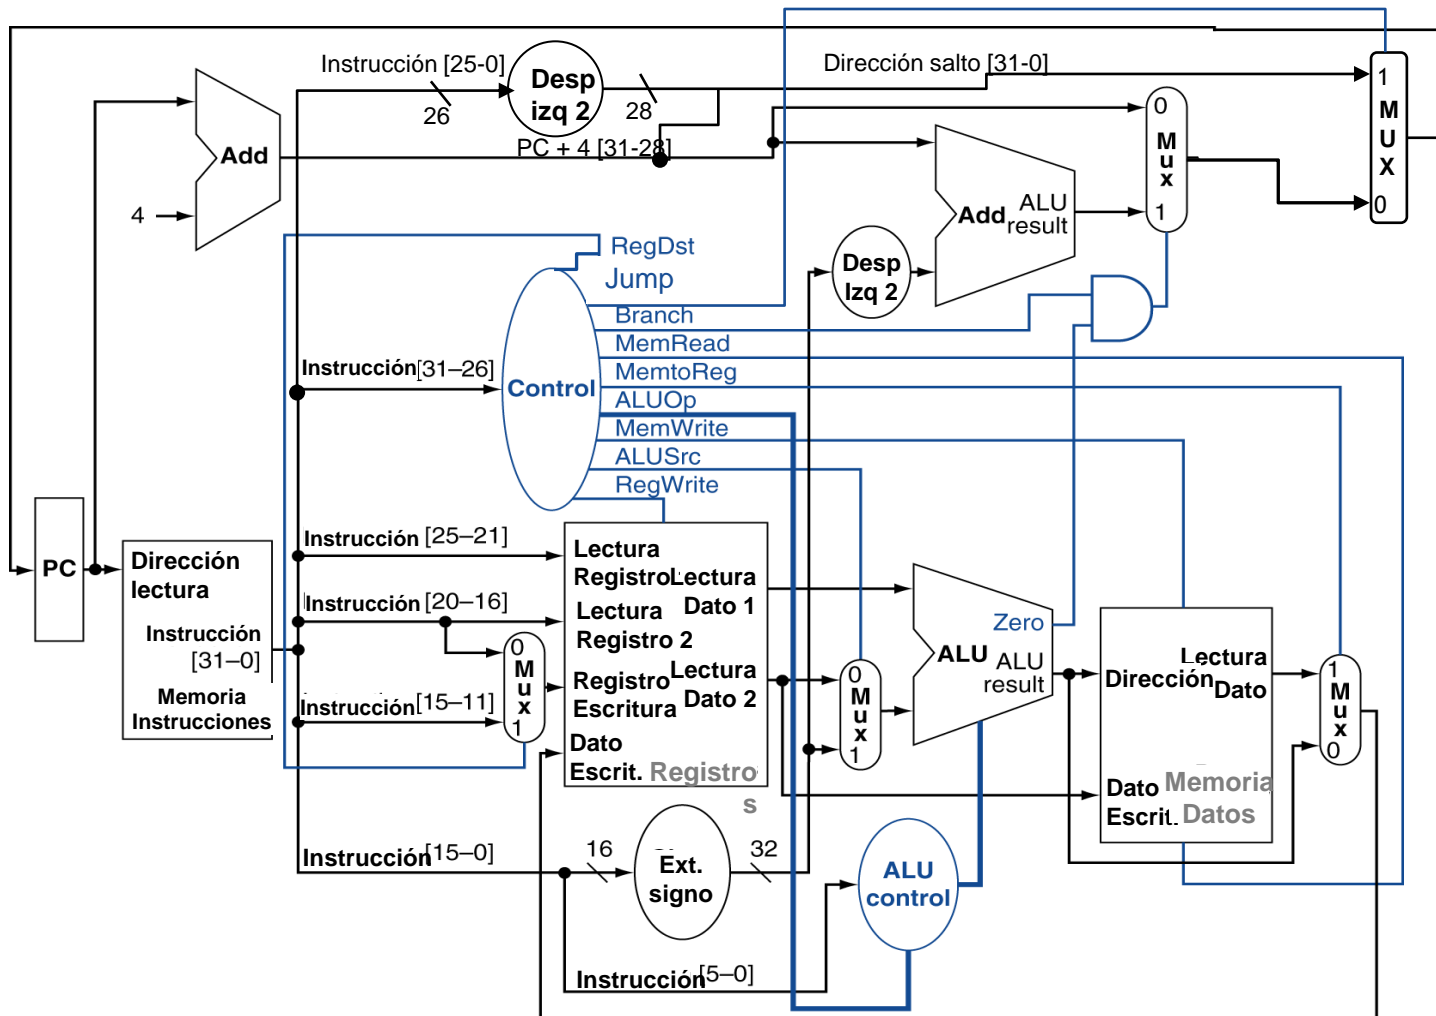 Instrucción [25-0]
26
Desp
izq 2
28
Dirección salto [31-0]
1
M
U
X
0
Add
4
PC + 4 [31-28]
0
M
u
x
1
Add
ALU
result
Desp
Izq 2
RegDst
Jump
Branch
MemRead
MemtoReg
ALUOp
MemWrite
ALUSrc
RegWrite
Instrucción [31–26]
Control
PC
Dirección
lectura
Instrucción
[31–0]
Memoria
Instrucciones
Instrucción [25–21]
Instrucción [20–16]
Instrucción [15–11]
0
M
u
x
1
Lectura
Registro
Lectura
Dato 1
Lectura
Registro 2
Registro
Escritura
Lectura
Dato 2
Dato
Escrit.
Registro
s
0
M
u
x
1
Zero
ALU
ALU
result
Dirección
Lectura
Dato
Dato
Escrit.
Memoria
Datos
1
M
u
x
0
Instrucción [15–0]
16
Ext.
signo
32
ALU
control
Instrucción [5–0]